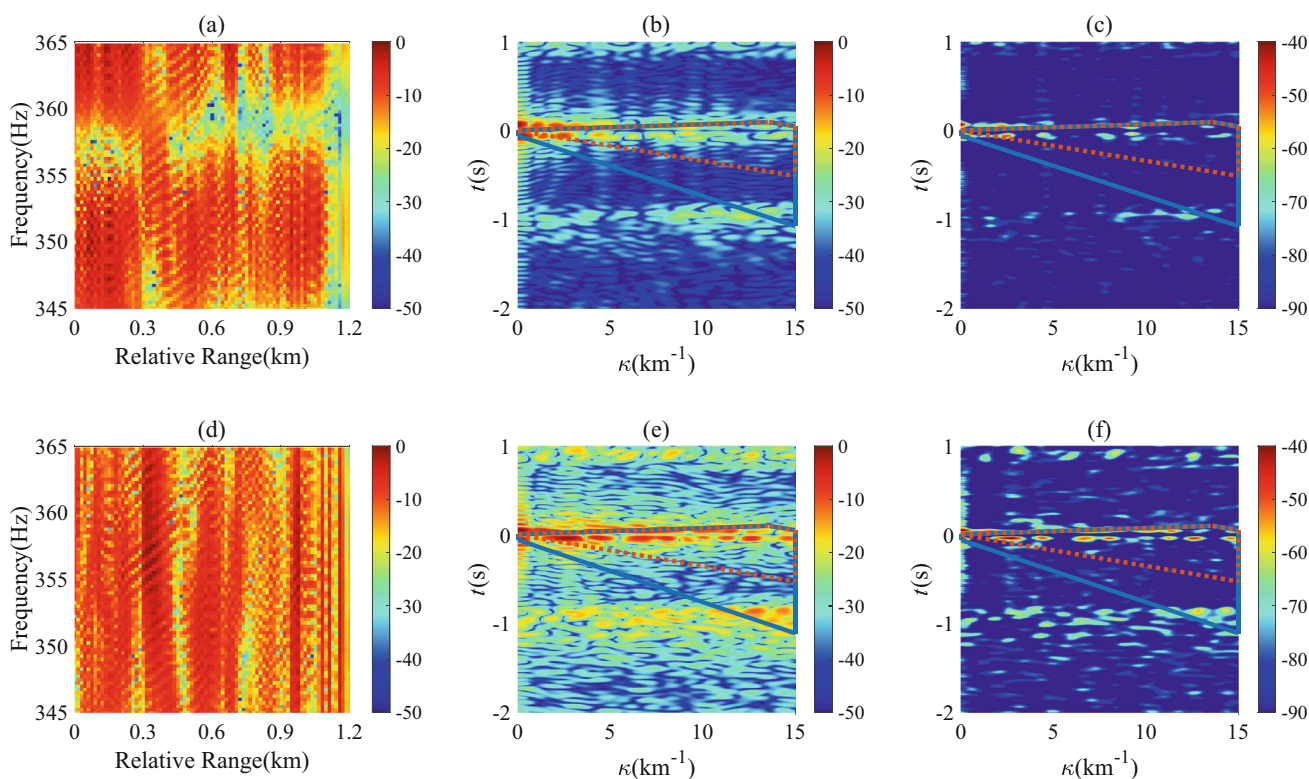 (a) (b) (c)
365 0 1 0 1 -40
360 -10 -10 -50
Frequency(Hz) t(s) 0 t(s) 0
355 -20 -20 -60
350 -30 -1 -30 -1 -70
-40 -40 -80
345 -50 -2 -50 -2 -90
0 0.3 0.6 0.9 1.2 0 5 10 15 0 5 10 15
Relative Range(km) κ(km⁻¹) κ(km⁻¹)
(d) (e) (f)
365 0 1 0 1 -40
360 -10 -10 -50
Frequency(Hz) t(s) 0 t(s) 0
355 -20 -20 -60
350 -30 -1 -30 -1 -70
-40 -40 -80
345 -50 -2 -50 -2 -90
0 0.3 0.6 0.9 1.2 0 5 10 15 0 5 10 15
Relative Range(km) κ(km⁻¹) κ(km⁻¹)